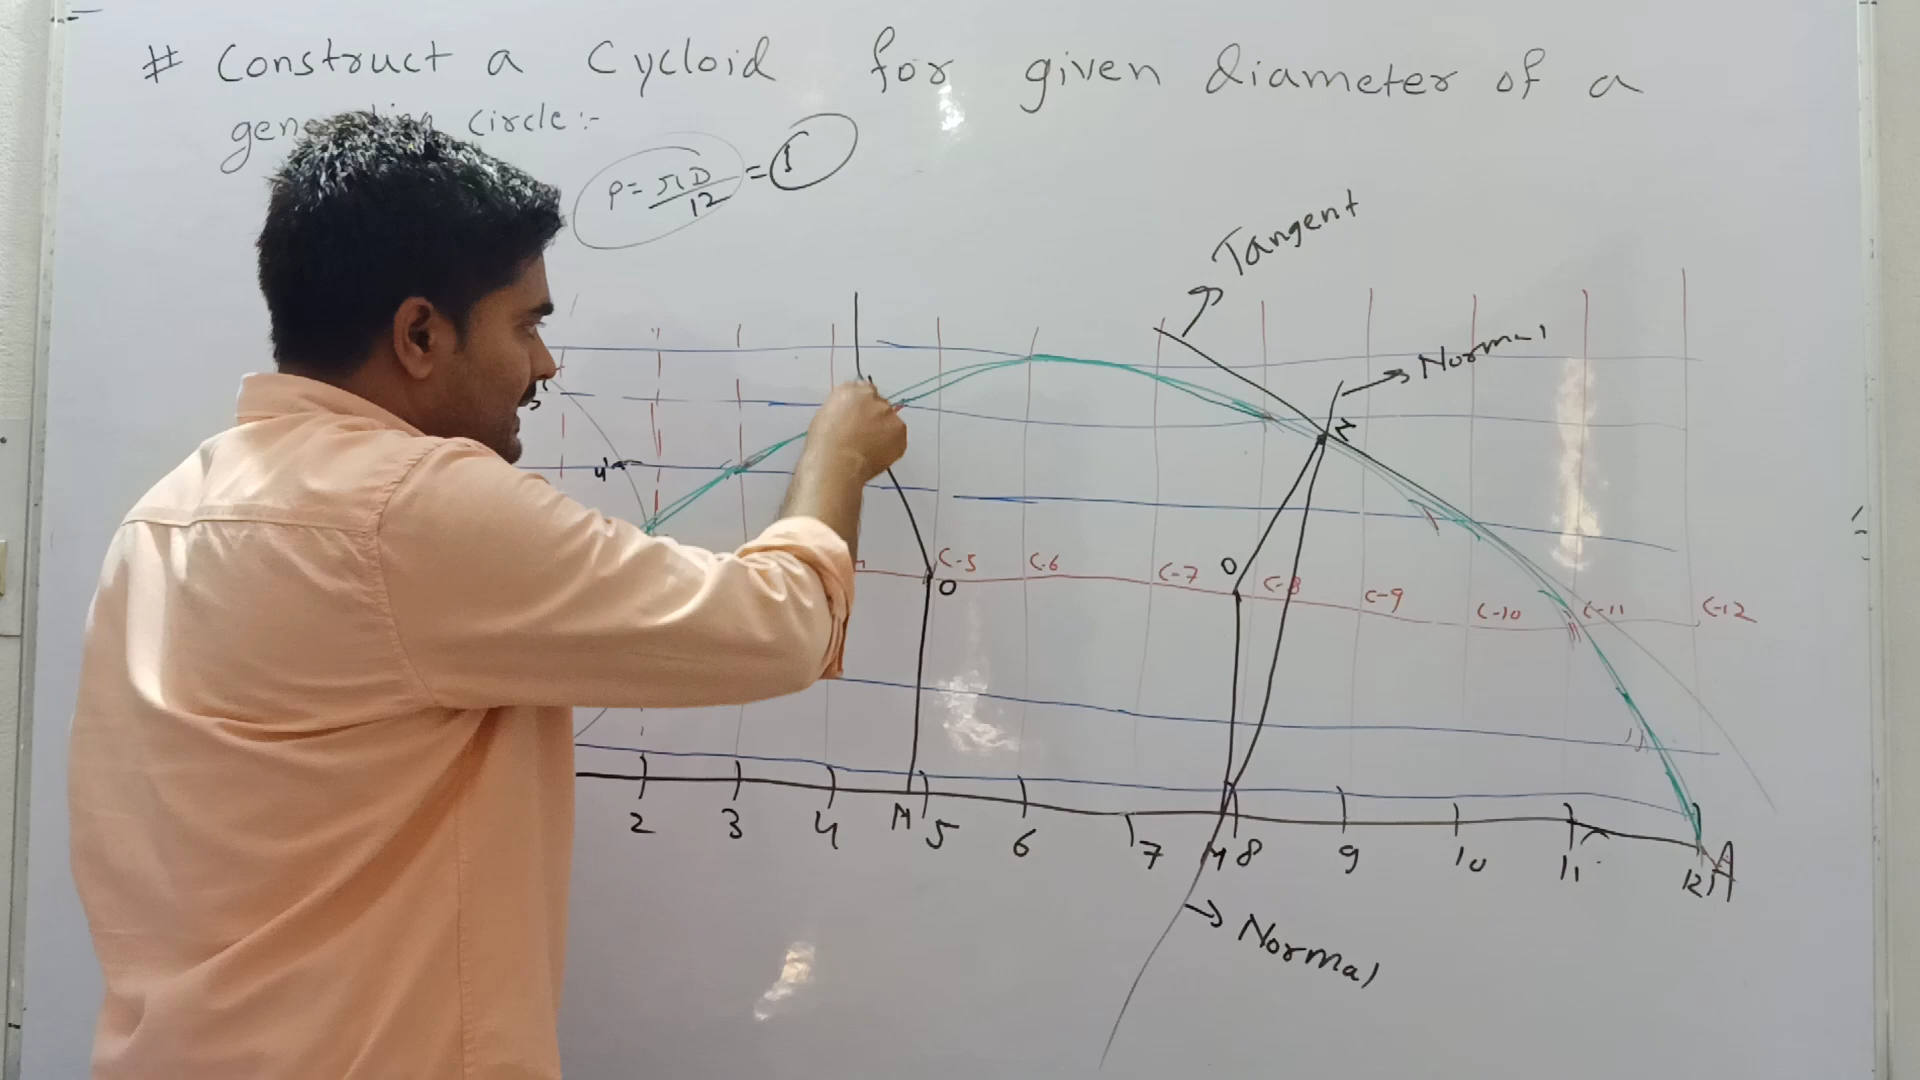 # Construct a Cycloid for given diameter of a
circle:-
P = πD/12 =
Tangent
Normal
N
4'
C-5 C-6 C-7 C-8 C-9 C-10 C-11 C-12
O O
2 3 4 M 5 6 7 M 8 9 10 11 12 A
Normal